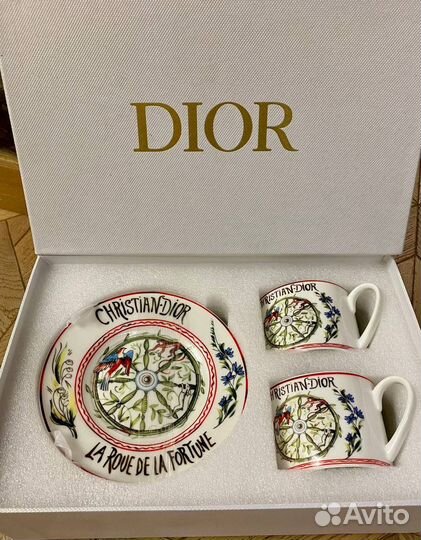 DIOR
CHRiSTiAN-DiOR
LA ROUE DE LA FORTUNE
CHRISTIAN-DIOR
RISTIAN-DIOR
Avito